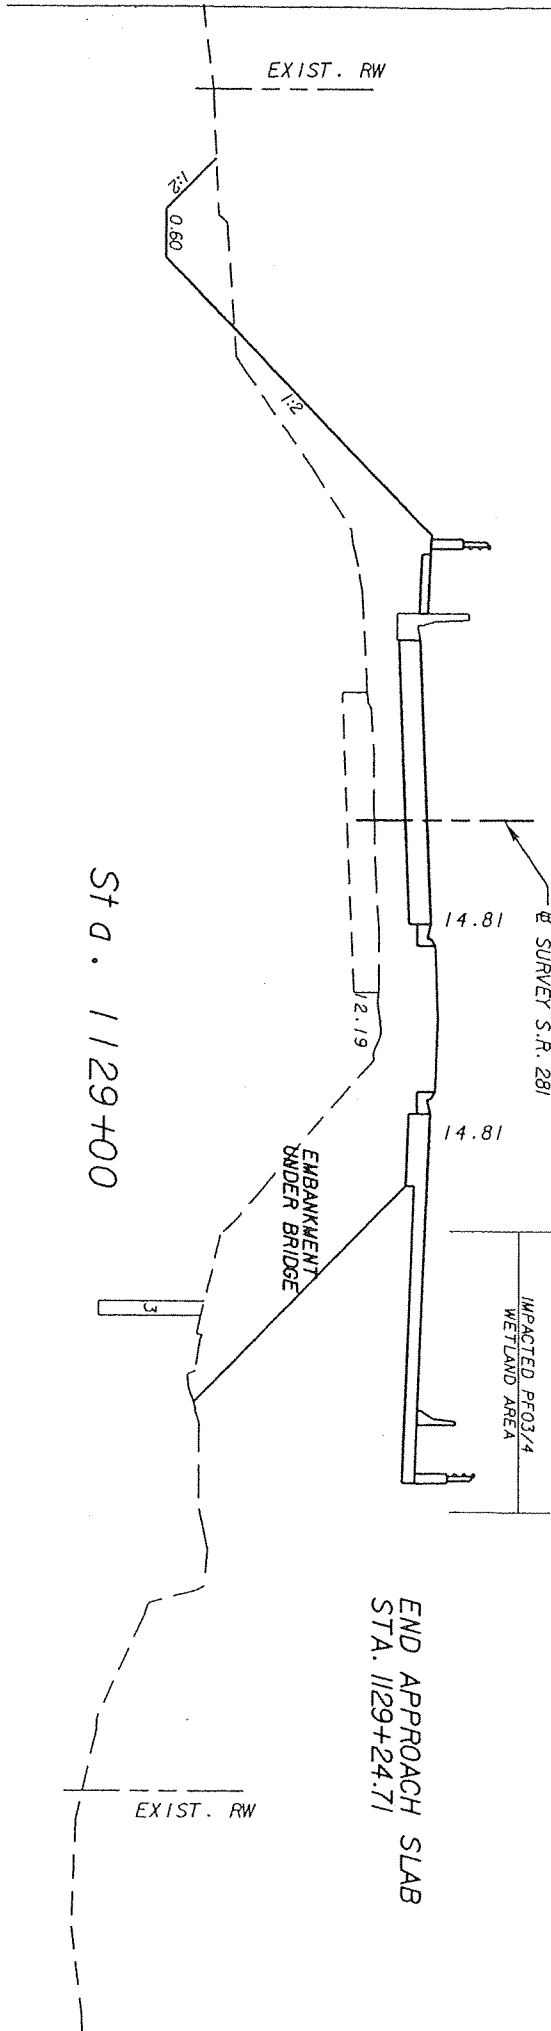 EXIST. RW
1:2
0.60
1:2
℄ SURVEY S.R. 281
14.81
12.19
14.81
Sta. 1129+00
EMBANKMENT
UNDER BRIDGE
IMPACTED PFO3/4
WETLAND AREA
3
END APPROACH SLAB
STA. 1129+24.71
EXIST. RW